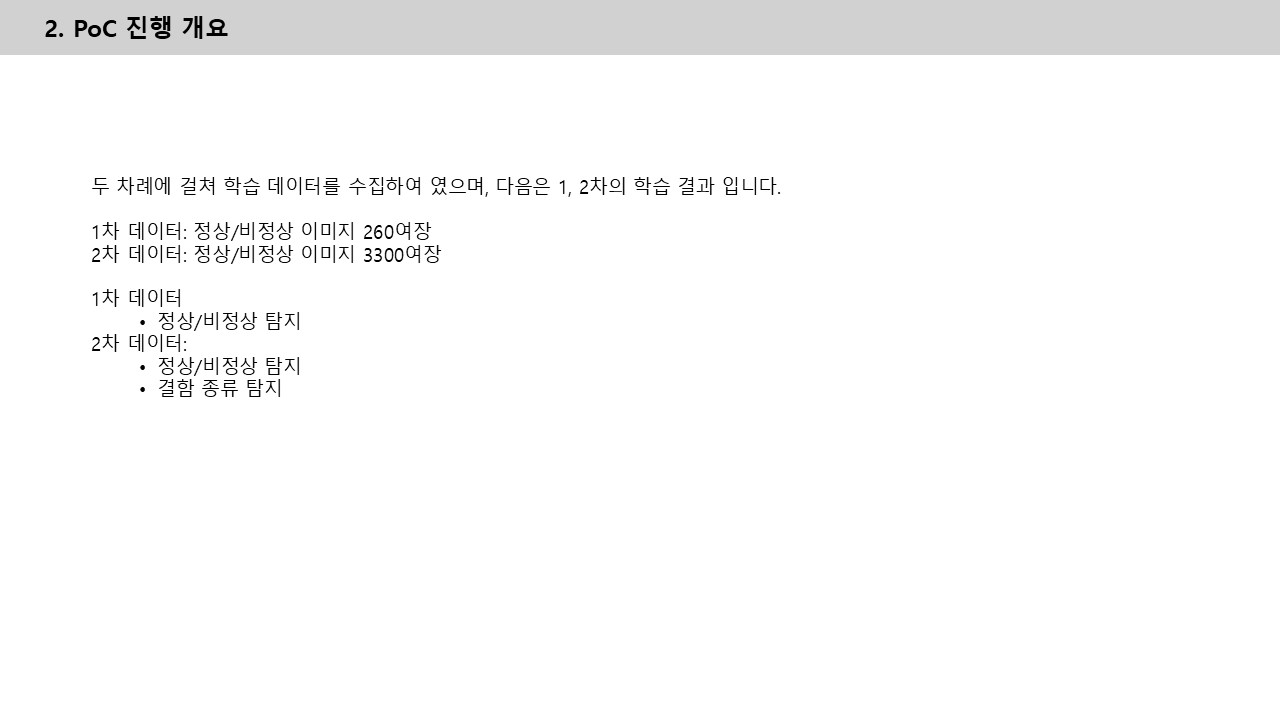 2. PoC 진행 개요
두 차례에 걸쳐 학습 데이터를 수집하여 였으며, 다음은 1, 2차의 학습 결과 입니다.
1차 데이터: 정상/비정상 이미지 260여장
2차 데이터: 정상/비정상 이미지 3300여장
1차 데이터
• 정상/비정상 탐지
2차 데이터:
• 정상/비정상 탐지
• 결함 종류 탐지